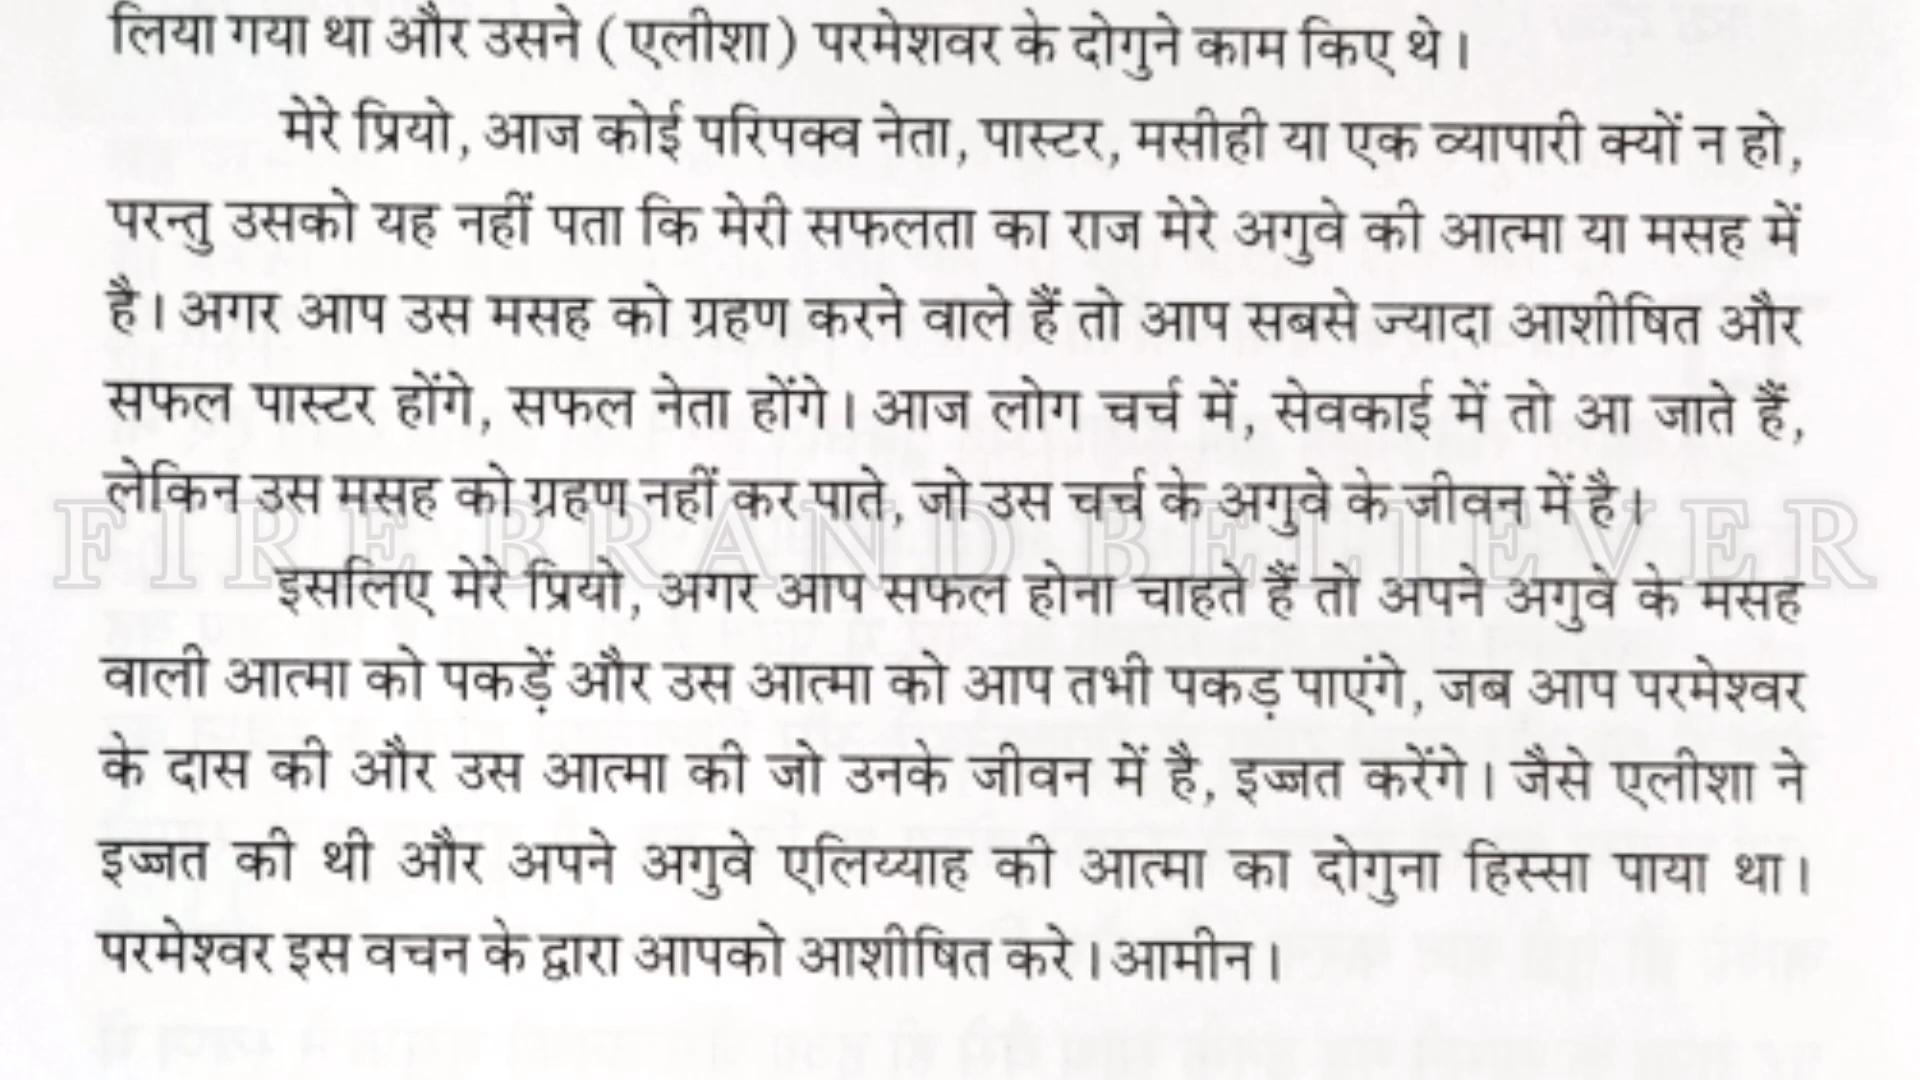 लिया गया था और उसने (एलीशा) परमेशवर के दोगुने काम किए थे।
मेरे प्रियो, आज कोई परिपक्व नेता, पास्टर, मसीही या एक व्यापारी क्यों न हो,
परन्तु उसको यह नहीं पता कि मेरी सफलता का राज मेरे अगुवे की आत्मा या मसह में
है। अगर आप उस मसह को ग्रहण करने वाले हैं तो आप सबसे ज्यादा आशीषित और
सफल पास्टर होंगे, सफल नेता होंगे। आज लोग चर्च में, सेवकाई में तो आ जाते हैं,
लेकिन उस मसह को ग्रहण नहीं कर पाते, जो उस चर्च के अगुवे के जीवन में है।
FIRE BRAND BELIEVER
इसलिए मेरे प्रियो, अगर आप सफल होना चाहते हैं तो अपने अगुवे के मसह
वाली आत्मा को पकड़ें और उस आत्मा को आप तभी पकड़ पाएंगे, जब आप परमेश्वर
के दास की और उस आत्मा की जो उनके जीवन में है, इज्जत करेंगे। जैसे एलीशा ने
इज्जत की थी और अपने अगुवे एलिय्याह की आत्मा का दोगुना हिस्सा पाया था।
परमेश्वर इस वचन के द्वारा आपको आशीषित करे। आमीन।